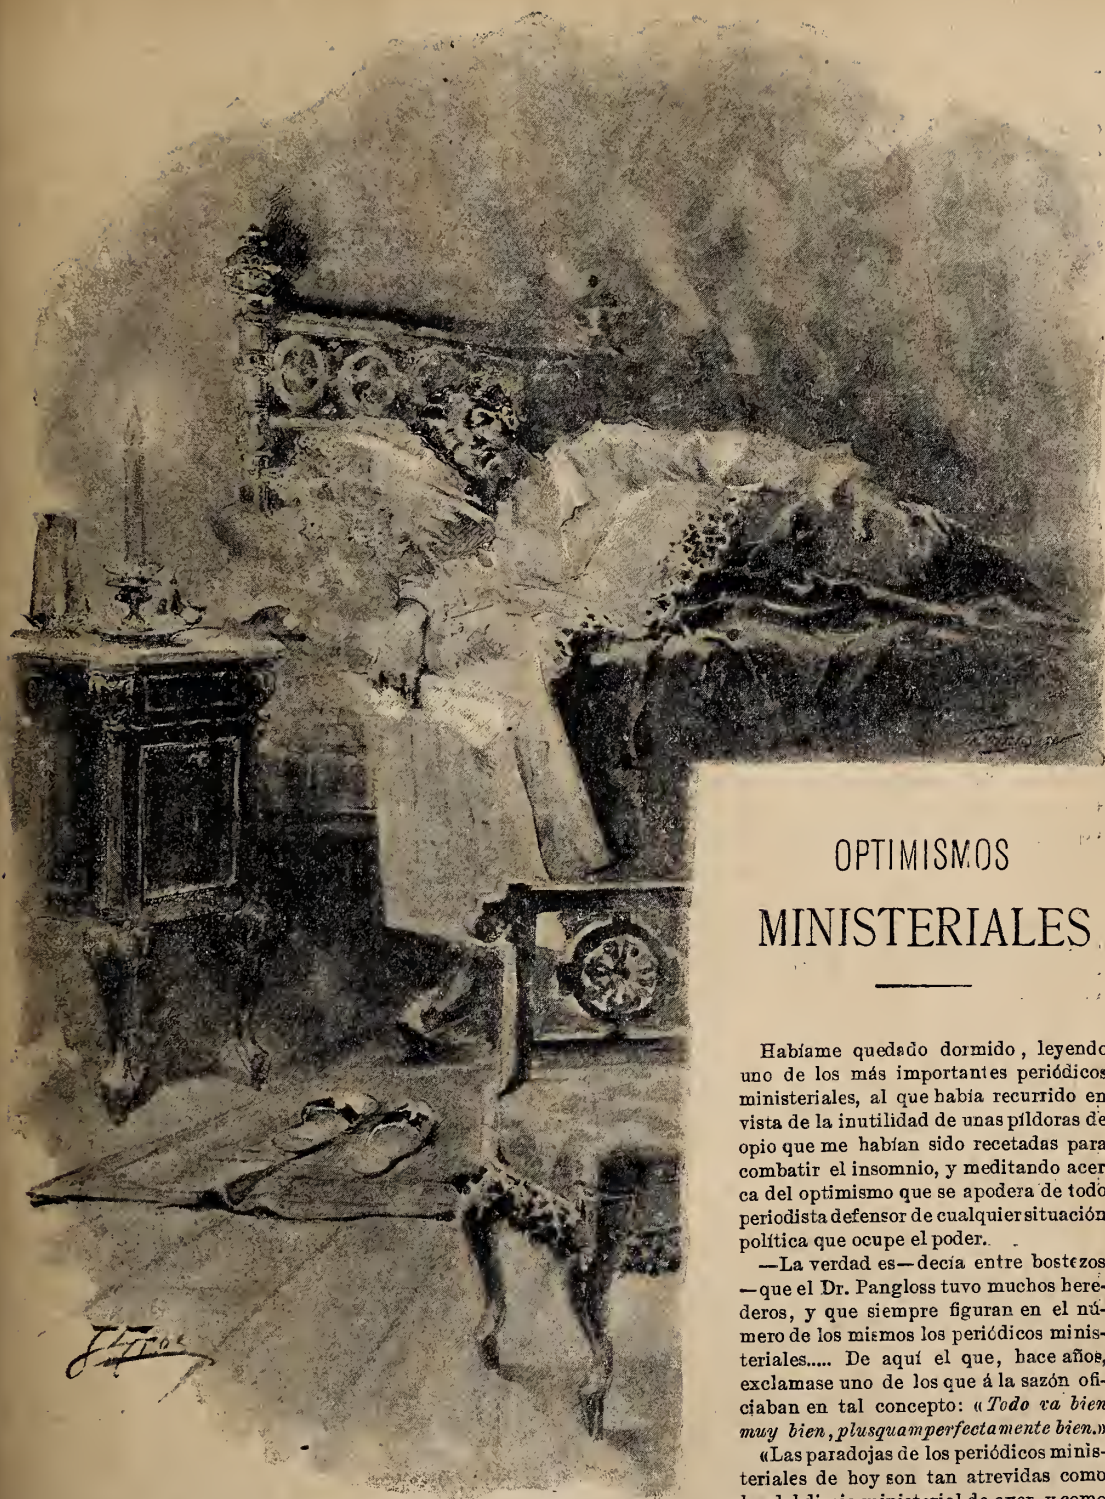 OPTIMISMOS
MINISTERIALES
Habíame quedado dormido, leyendo
uno de los más importantes periódicos
ministeriales, al que había recurrido en
vista de la inutilidad de unas píldoras de
opio que me habían sido recetadas para
combatir el insomnio, y meditando acer
ca del optimismo que se apodera de todo
periodista defensor de cualquier situación
política que ocupe el poder.
—La verdad es—decía entre bostezos
—que el Dr. Pangloss tuvo muchos here-
deros, y que siempre figuran en el nú-
mero de los mismos los periódicos minis-
teriales..... De aquí el que, hace años,
exclamase uno de los que á la sazón ofi-
ciaban en tal concepto: «Todo va bien
muy bien, plusquamperfectamente bien.»
«Las paradojas de los periódicos minis-
teriales de hoy son tan atrevidas como